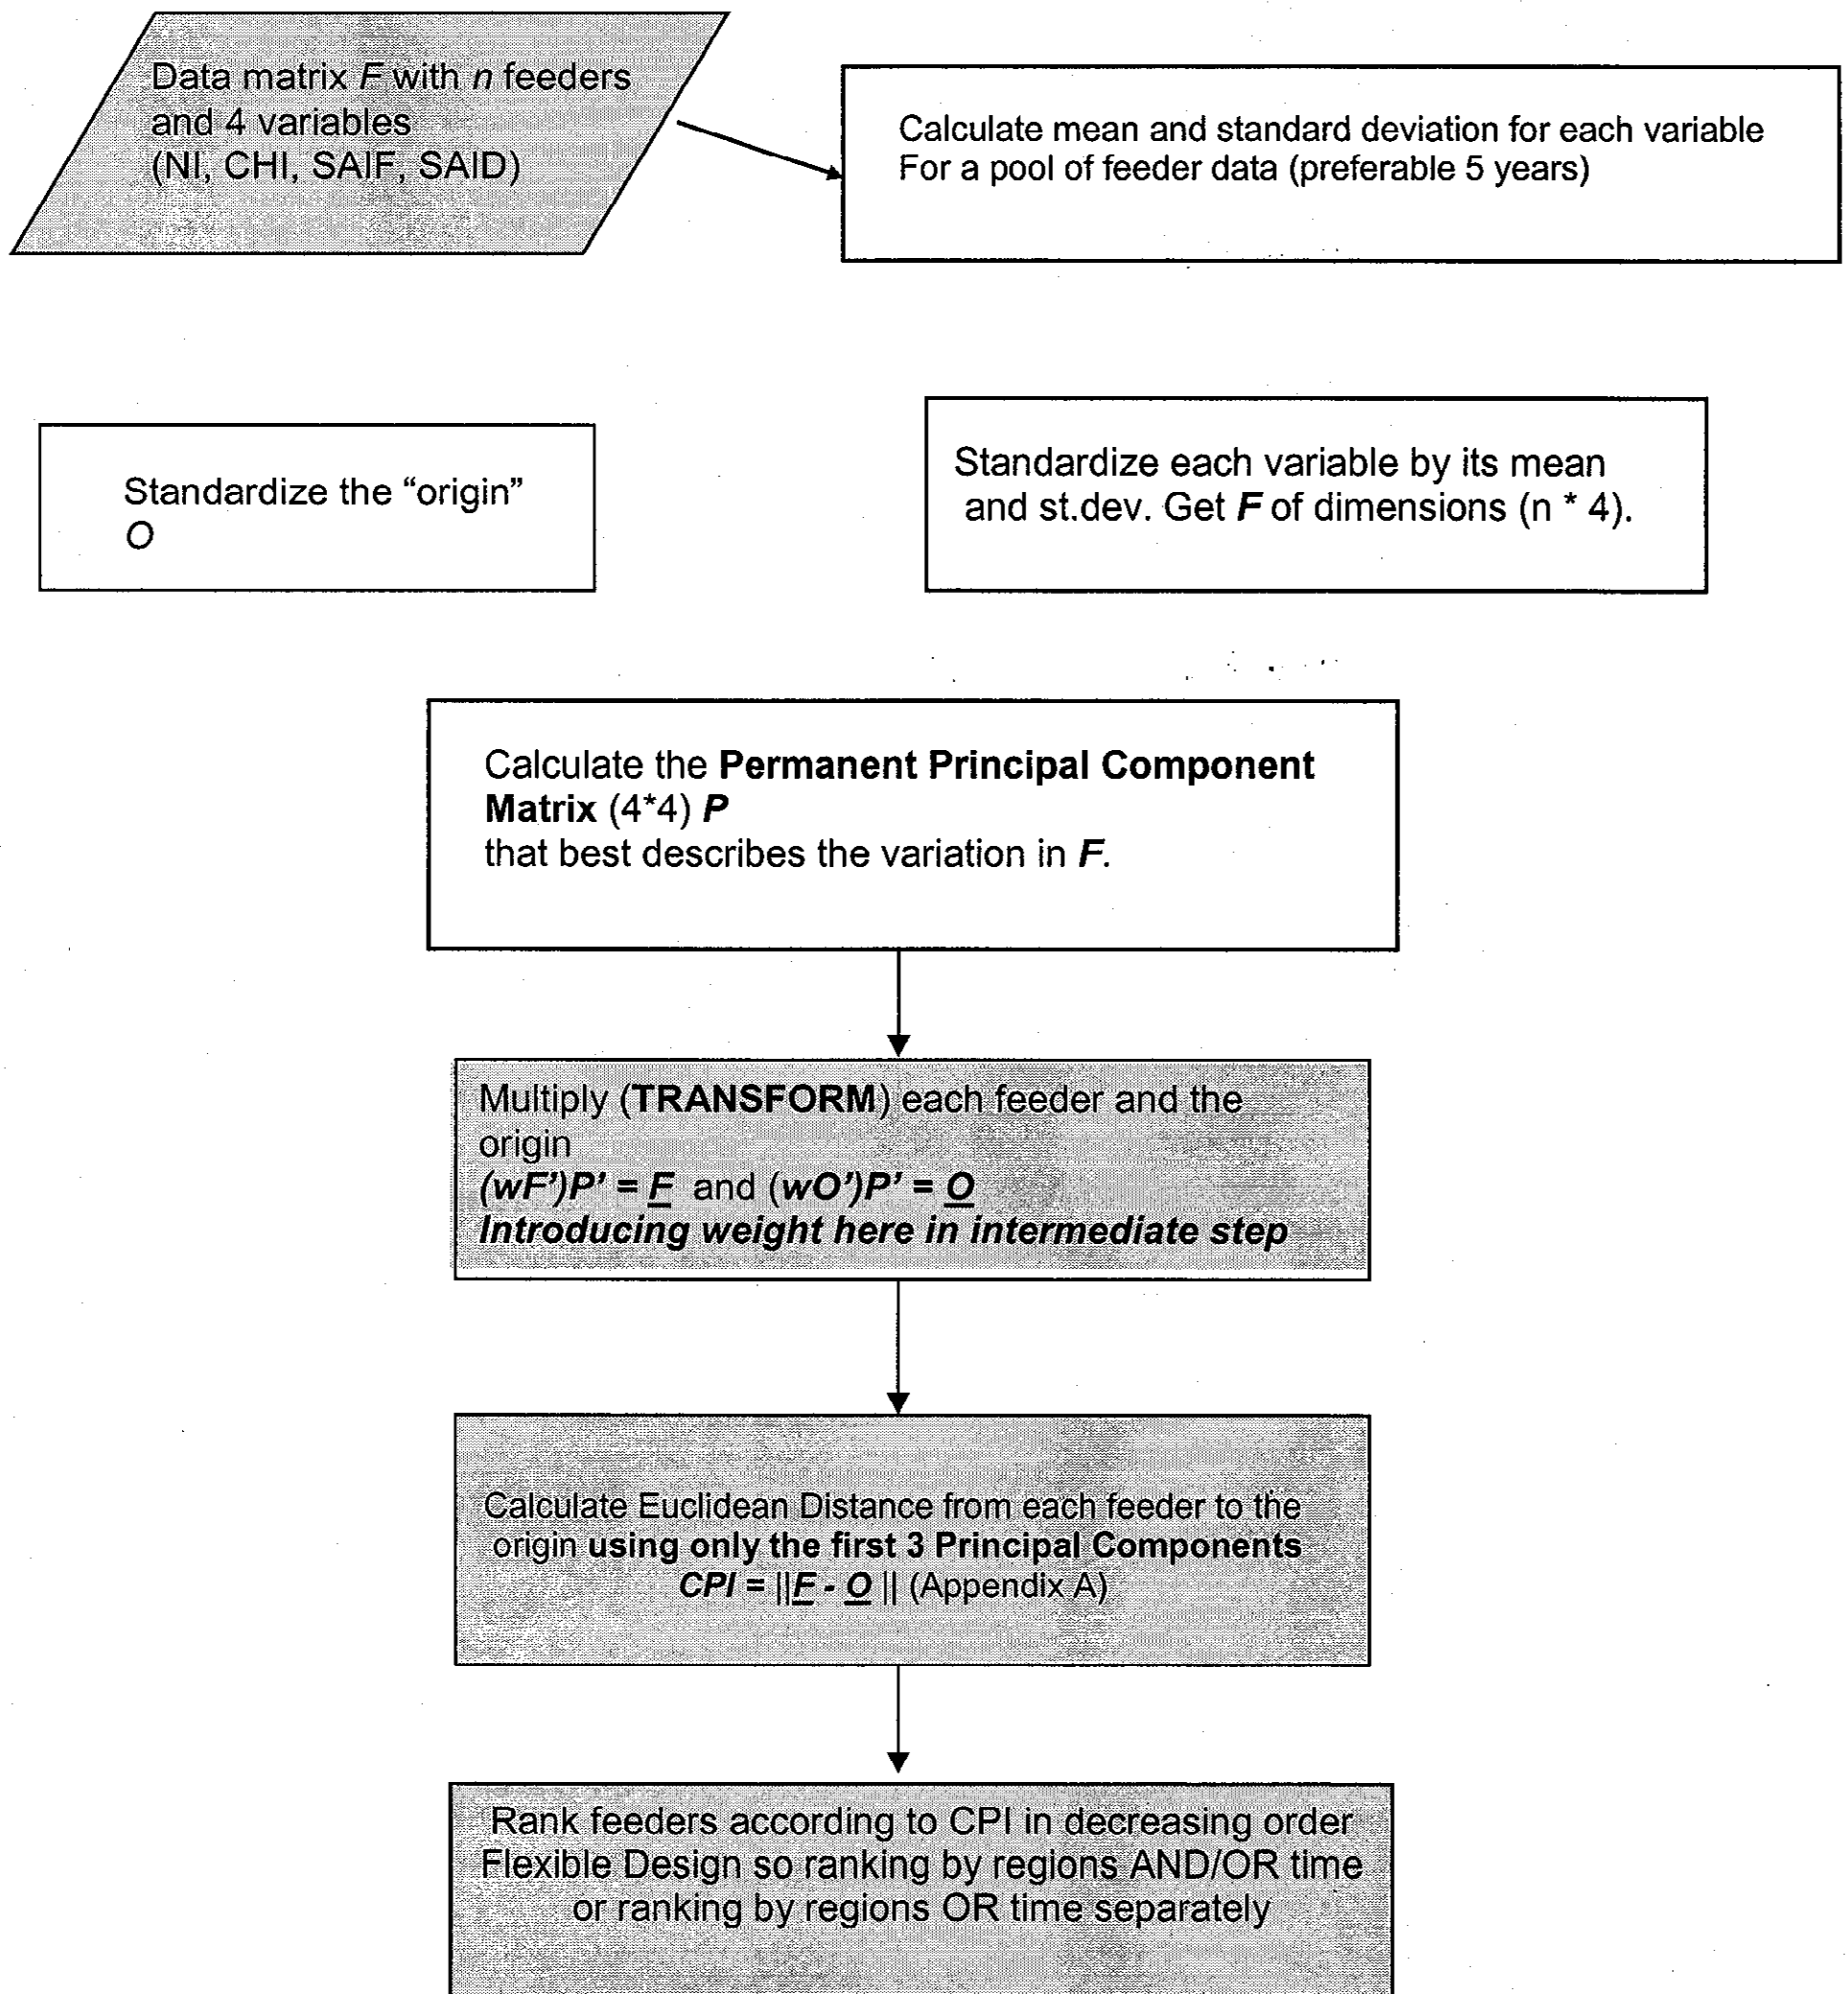 Data matrix F with n feeders
and 4 variables
(NI, CHI, SAIF, SAID)
Calculate mean and standard deviation for each variable
For a pool of feeder data (preferable 5 years)
Standardize the “origin”
O
Standardize each variable by its mean
and st.dev. Get F of dimensions (n * 4).
Calculate the Permanent Principal Component
Matrix (4*4) P
that best describes the variation in F.
Multiply (TRANSFORM) each feeder and the
origin
(wF’)P’ = F and (wO’)P’ = O
Introducing weight here in intermediate step
Calculate Euclidean Distance from each feeder to the
origin using only the first 3 Principal Components
CPI = ||F - O || (Appendix A)
Rank feeders according to CPI in decreasing order
Flexible Design so ranking by regions AND/OR time
or ranking by regions OR time separately